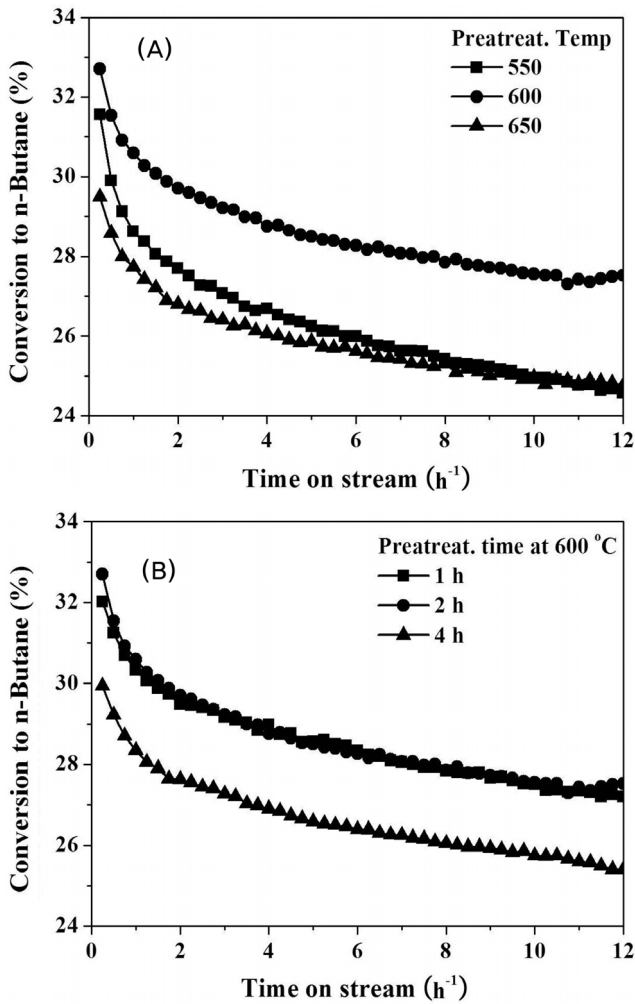 (A)
Preatreat. Temp
550
600
650
34
32
30
28
26
24
0 2 4 6 8 10 12
Conversion to n-Butane (%)
Time on stream (h⁻¹)
(B)
Preatreat. time at 600 °C
1 h
2 h
4 h
34
32
30
28
26
24
0 2 4 6 8 10 12
Conversion to n-Butane (%)
Time on stream (h⁻¹)